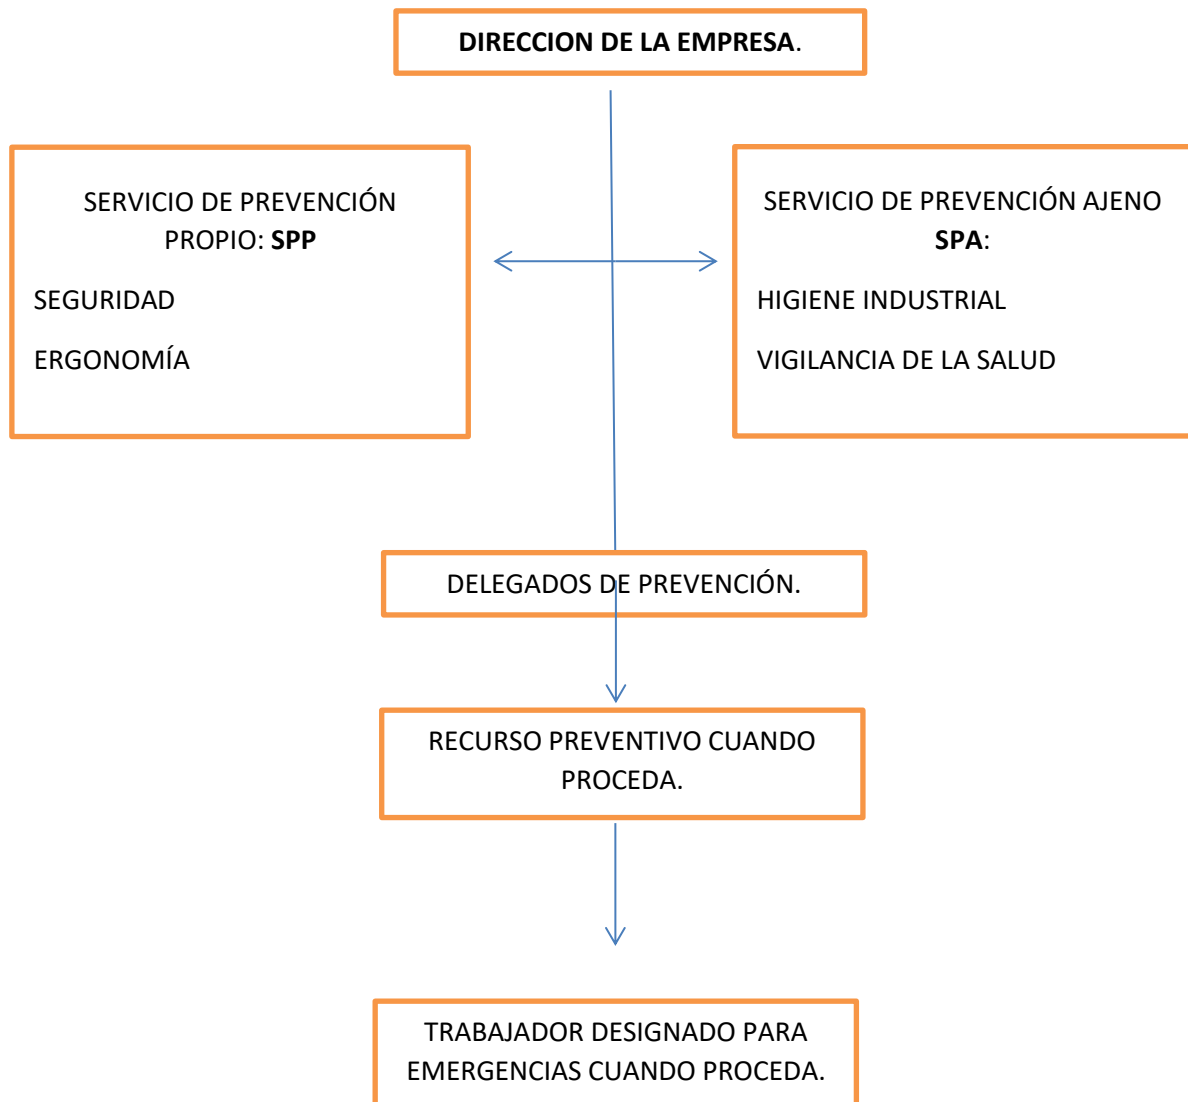 DIRECCION DE LA EMPRESA.
SERVICIO DE PREVENCIÓN
PROPIO: SPP
SEGURIDAD
ERGONOMÍA
SERVICIO DE PREVENCIÓN AJENO
SPA:
HIGIENE INDUSTRIAL
VIGILANCIA DE LA SALUD
DELEGADOS DE PREVENCIÓN.
RECURSO PREVENTIVO CUANDO
PROCEDA.
TRABAJADOR DESIGNADO PARA
EMERGENCIAS CUANDO PROCEDA.